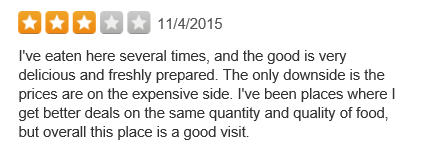 11/4/2015
I've eaten here several times, and the good is very
delicious and freshly prepared. The only downside is the
prices are on the expensive side. I've been places where I
get better deals on the same quantity and quality of food,
but overall this place is a good visit.